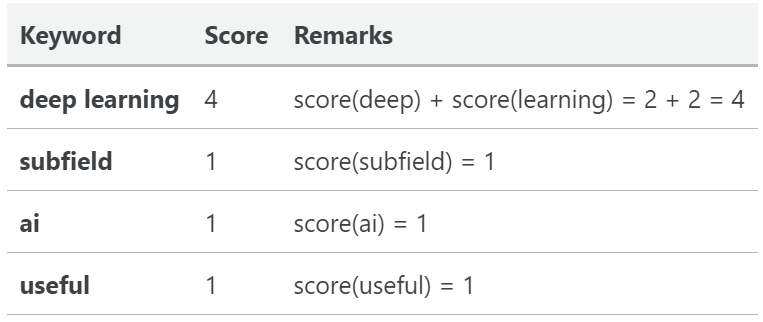 Keyword Score Remarks
deep learning 4 score(deep) + score(learning) = 2 + 2 = 4
subfield 1 score(subfield) = 1
ai 1 score(ai) = 1
useful 1 score(useful) = 1